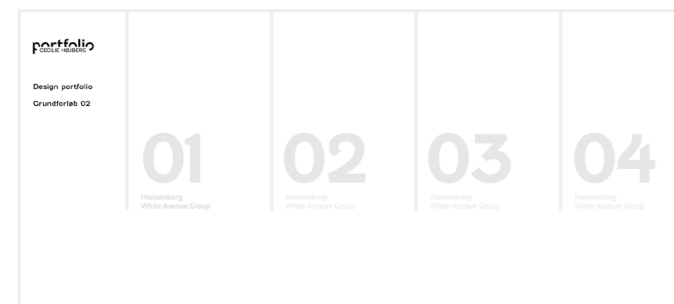 portfolio
CECILIE HØUBERG
Design portfolio
Grundforløb 02
01
Hansenberg
White Avenue Group
02
Hansenberg
White Avenue Group
03
Hansenberg
White Avenue Group
04
Hansenberg
White Avenue Group